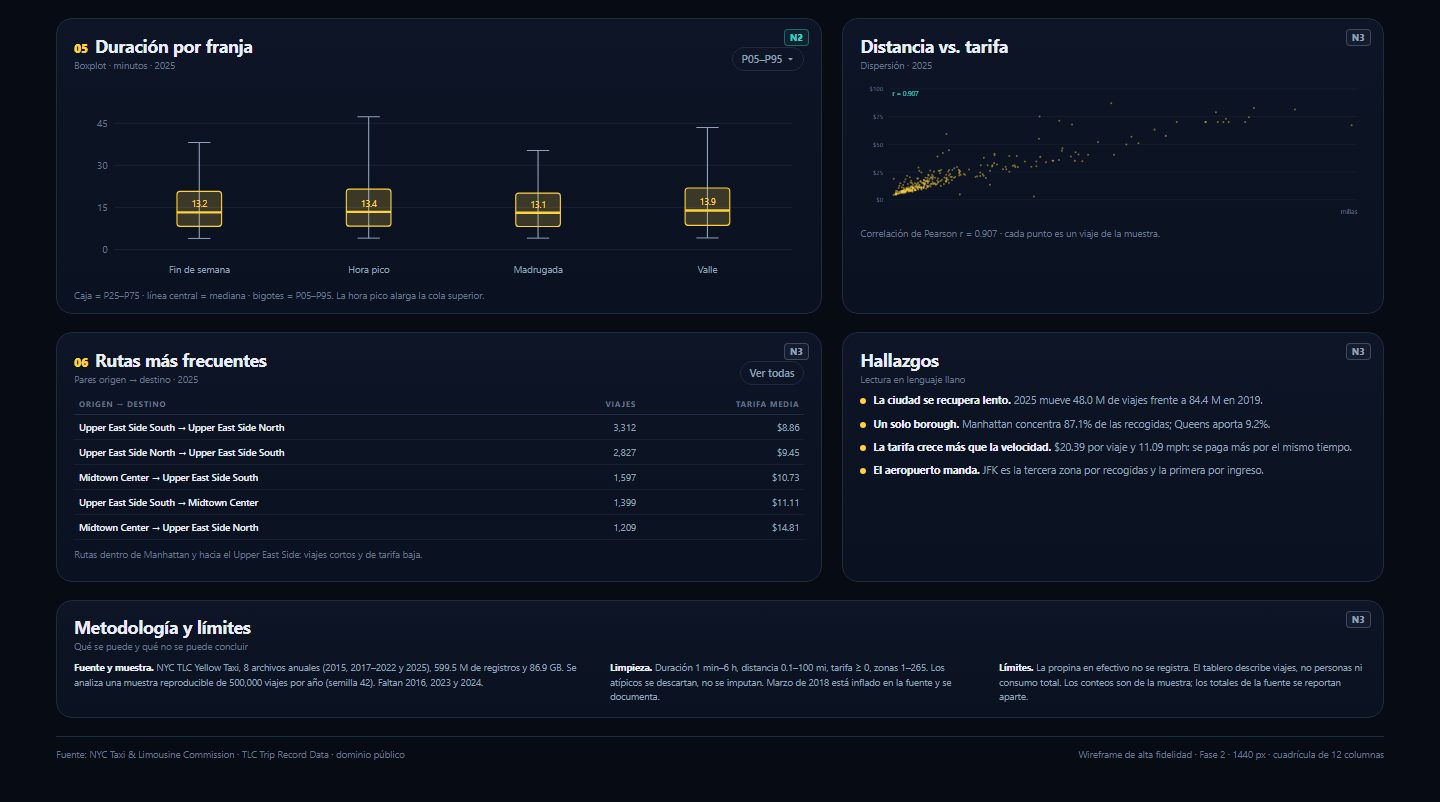 05 Duración por franja
N2
Boxplot · minutos · 2025
P05–P95
45
30
15
0
13.2
13.4
13.1
13.9
Fin de semana
Hora pico
Madrugada
Valle
Caja = P25–P75 · línea central = mediana · bigotes = P05–P95. La hora pico alarga la cola superior.
Distancia vs. tarifa
N3
Dispersión · 2025
$100
r = 0.907
$75
$50
$25
$0
millas
Correlación de Pearson r = 0.907 · cada punto es un viaje de la muestra.
06 Rutas más frecuentes
N3
Pares origen → destino · 2025
Ver todas
ORIGEN → DESTINO VIAJES TARIFA MEDIA
Upper East Side South → Upper East Side North 3,312 $8.86
Upper East Side North → Upper East Side South 2,827 $9.45
Midtown Center → Upper East Side South 1,597 $10.73
Upper East Side South → Midtown Center 1,399 $11.11
Midtown Center → Upper East Side North 1,209 $14.81
Rutas dentro de Manhattan y hacia el Upper East Side: viajes cortos y de tarifa baja.
Hallazgos
N3
Lectura en lenguaje llano
La ciudad se recupera lento. 2025 mueve 48.0 M de viajes frente a 84.4 M en 2019.
Un solo borough. Manhattan concentra 87.1% de las recogidas; Queens aporta 9.2%.
La tarifa crece más que la velocidad. $20.39 por viaje y 11.09 mph: se paga más por el mismo tiempo.
El aeropuerto manda. JFK es la tercera zona por recogidas y la primera por ingreso.
Metodología y límites
N3
Qué se puede y qué no se puede concluir
Fuente y muestra. NYC TLC Yellow Taxi, 8 archivos anuales (2015, 2017–2022 y 2025), 599.5 M de registros y 86.9 GB. Se
analiza una muestra reproducible de 500,000 viajes por año (semilla 42). Faltan 2016, 2023 y 2024.
Limpieza. Duración 1 min–6 h, distancia 0.1–100 mi, tarifa ≥ 0, zonas 1–265. Los
atípicos se descartan, no se imputan. Marzo de 2018 está inflado en la fuente y se
documenta.
Límites. La propina en efectivo no se registra. El tablero describe viajes, no personas ni
consumo total. Los conteos son de la muestra; los totales de la fuente se reportan
aparte.
Fuente: NYC Taxi & Limousine Commission · TLC Trip Record Data · dominio público
Wireframe de alta fidelidad · Fase 2 · 1440 px · cuadrícula de 12 columnas